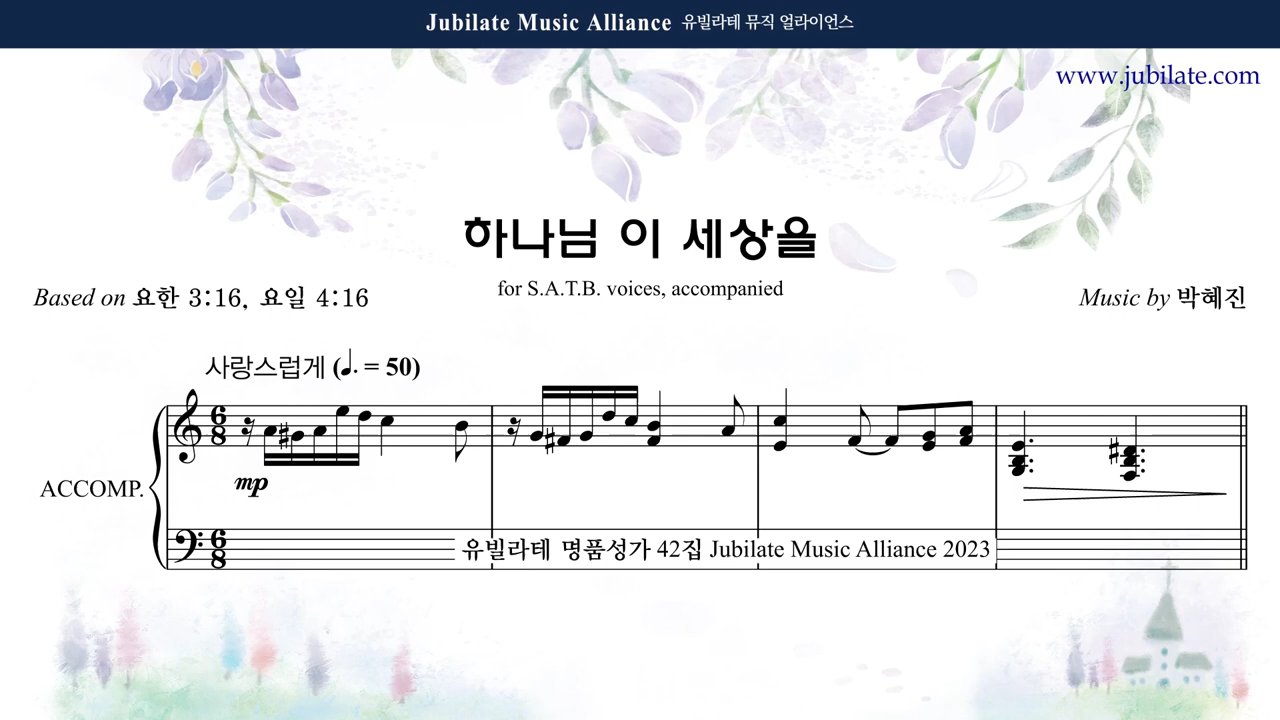 Jubilate Music Alliance 유빌라테 뮤직 얼라이언스
www.jubilate.com
하나님 이 세상을
for S.A.T.B. voices, accompanied
Based on 요한 3:16, 요일 4:16
Music by 박혜진
사랑스럽게 (♩. = 50)
6
8
mp
ACCOMP.
6
8
유빌라테 명품성가 42집 Jubilate Music Alliance 2023